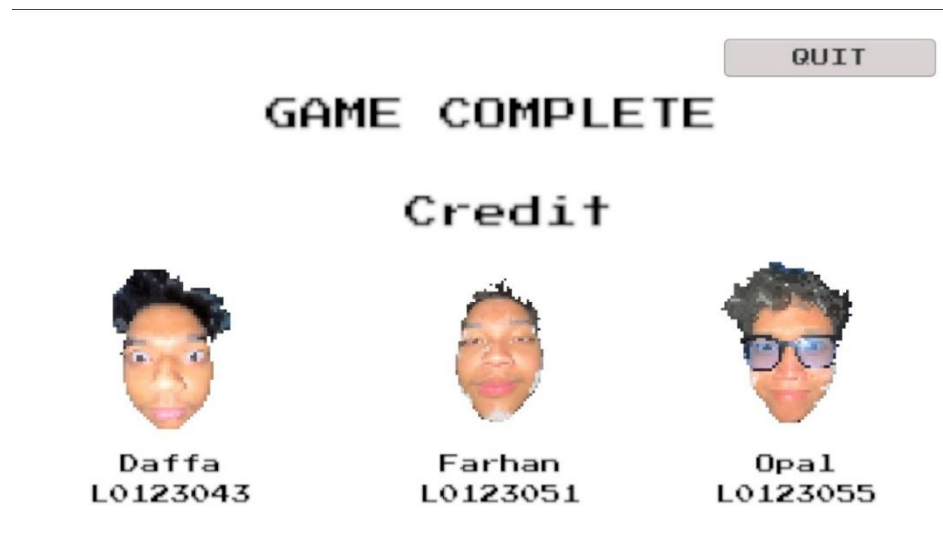 QUIT
GAME COMPLETE
Credit
Daffa Farhan Opal
L0123043 L0123051 L0123055